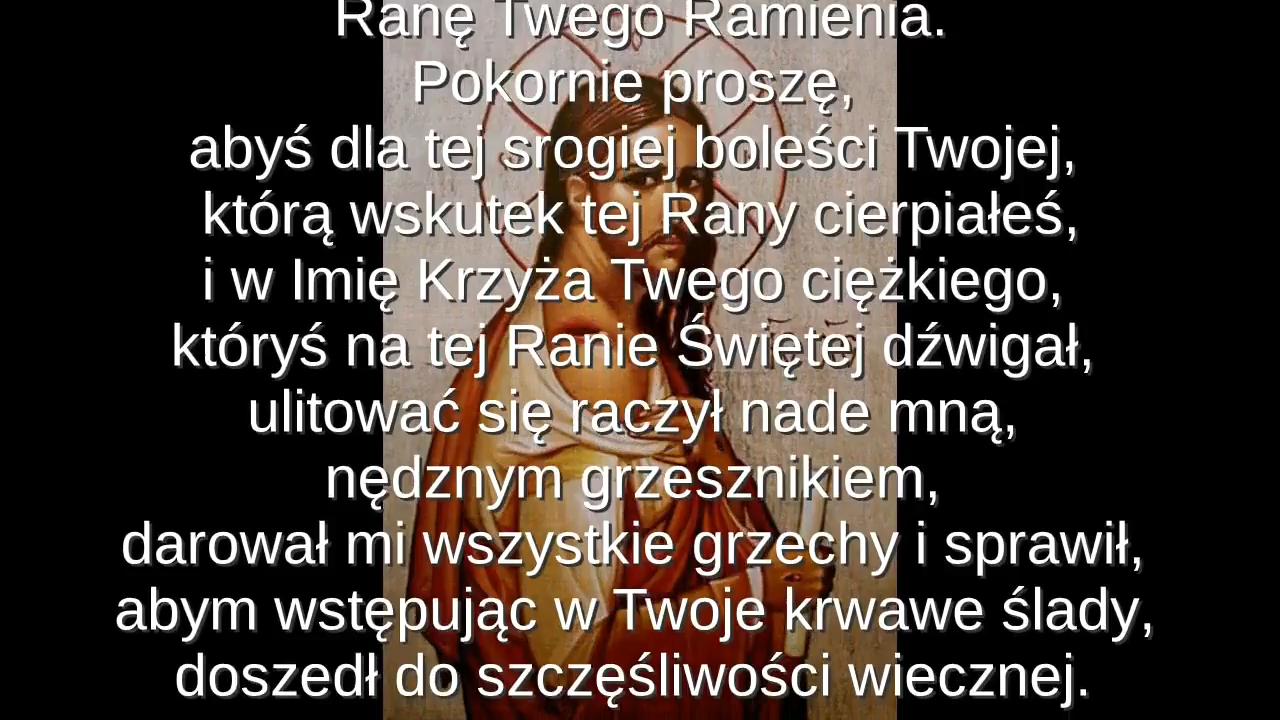 Ranę Twego Ramienia.
Pokornie proszę,
abyś dla tej srogiej boleści Twojej,
którą wskutek tej Rany cierpiałeś,
i w Imię Krzyża Twego ciężkiego,
któryś na tej Ranie Świętej dźwigał,
ulitować się raczył nade mną,
nędznym grzesznikiem,
darował mi wszystkie grzechy i sprawił,
abym wstępując w Twoje krwawe ślady,
doszedł do szczęśliwości wiecznej.